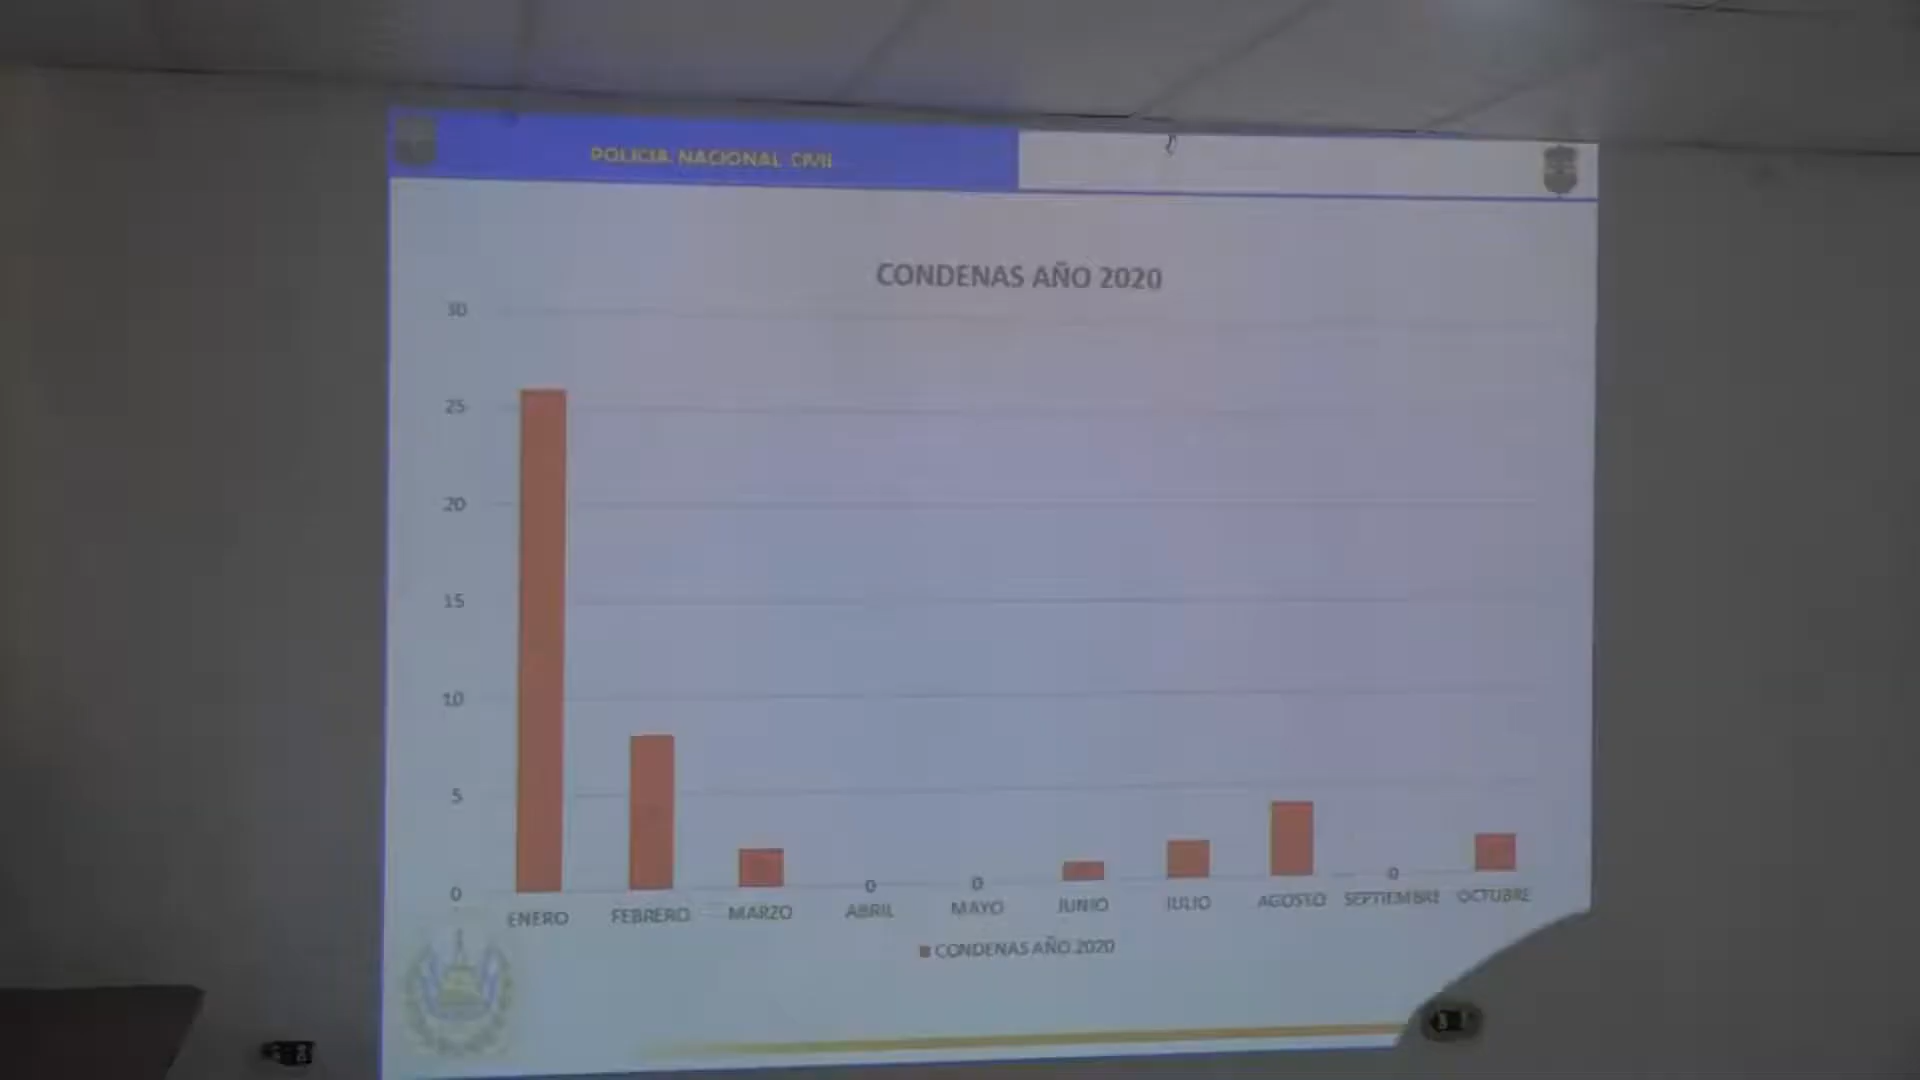 POLICIA NACIONAL CIVIL
CONDENAS AÑO 2020
30
25
20
15
10
5
0
0
0
0
ENERO FEBRERO MARZO ABRIL MAYO JUNIO JULIO AGOSTO SEPTIEMBRE OCTUBRE
CONDENAS AÑO 2020